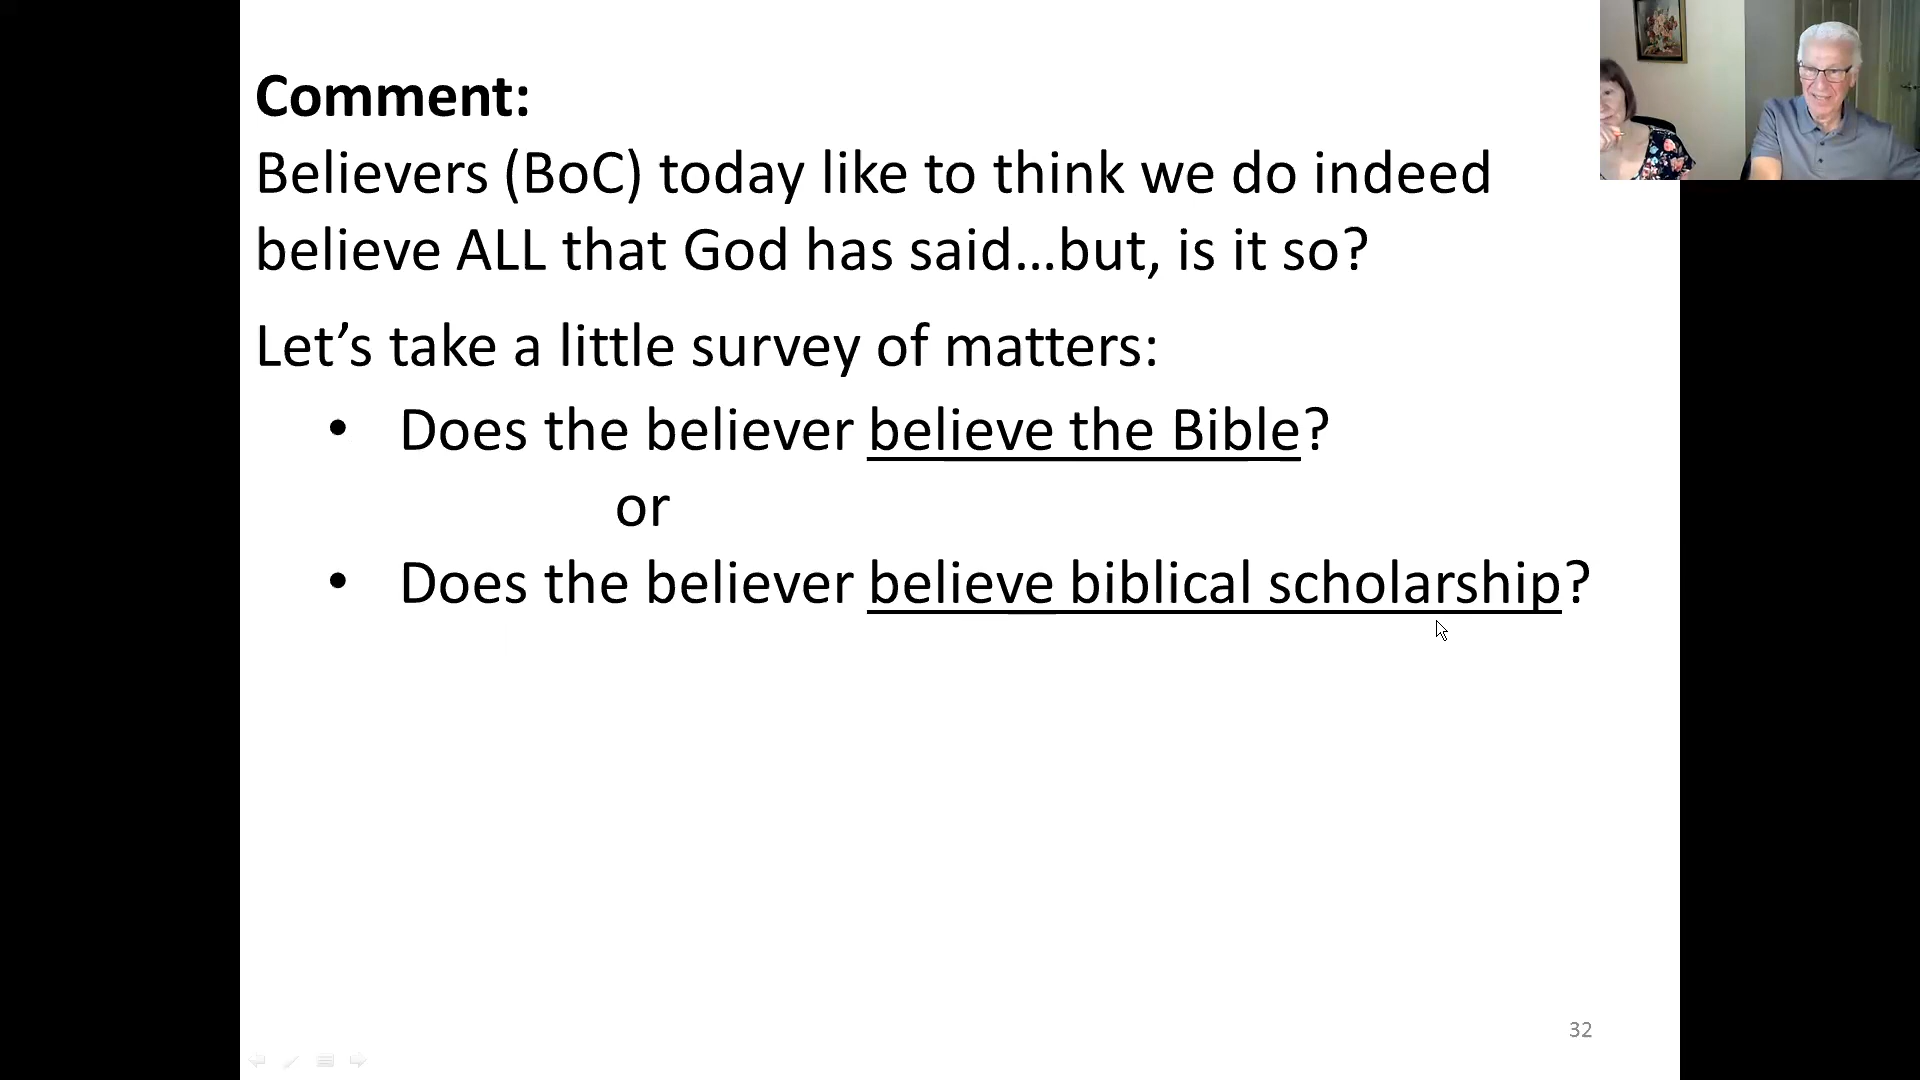 Comment:
Believers (BoC) today like to think we do indeed
believe ALL that God has said…but, is it so?
Let’s take a little survey of matters:
• Does the believer believe the Bible?
or
• Does the believer believe biblical scholarship?
32